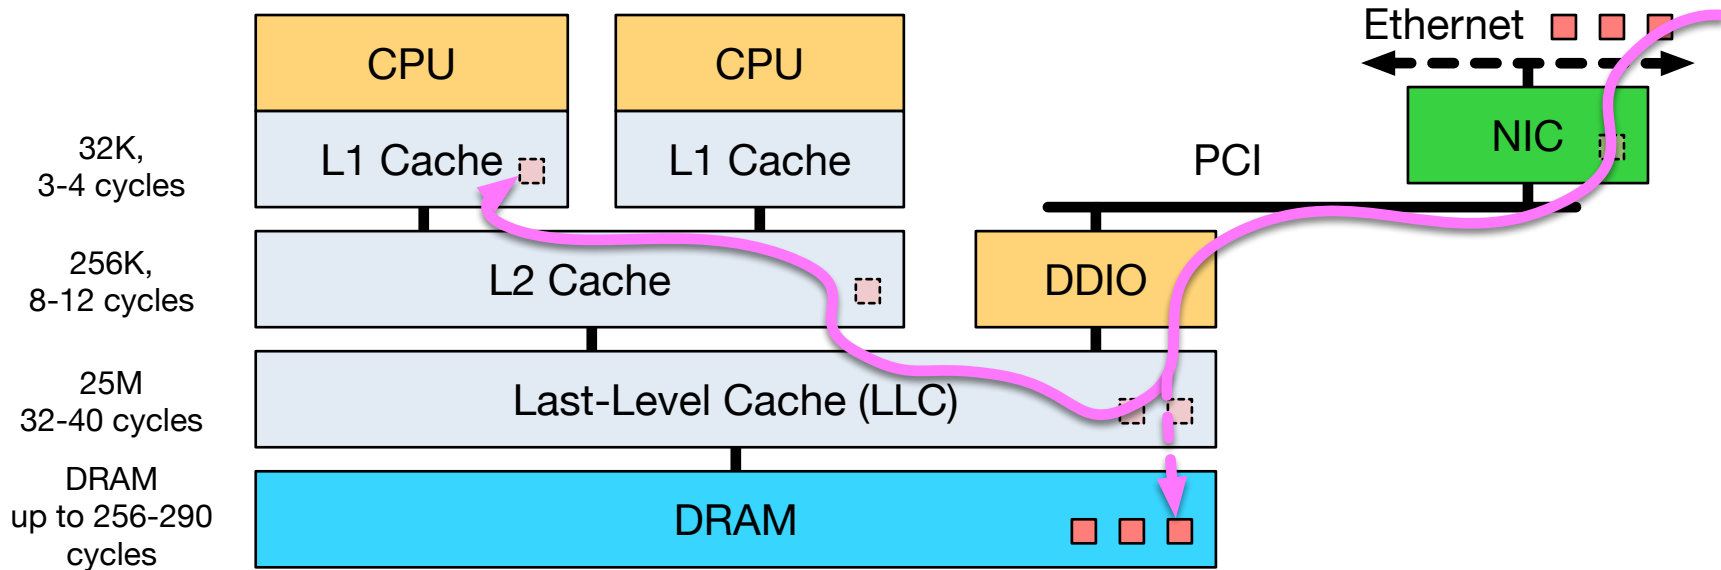 Ethernet
CPU
CPU
32K,
3-4 cycles
L1 Cache
L1 Cache
PCI
NIC
256K,
8-12 cycles
L2 Cache
DDIO
25M
32-40 cycles
Last-Level Cache (LLC)
DRAM
up to 256-290
cycles
DRAM